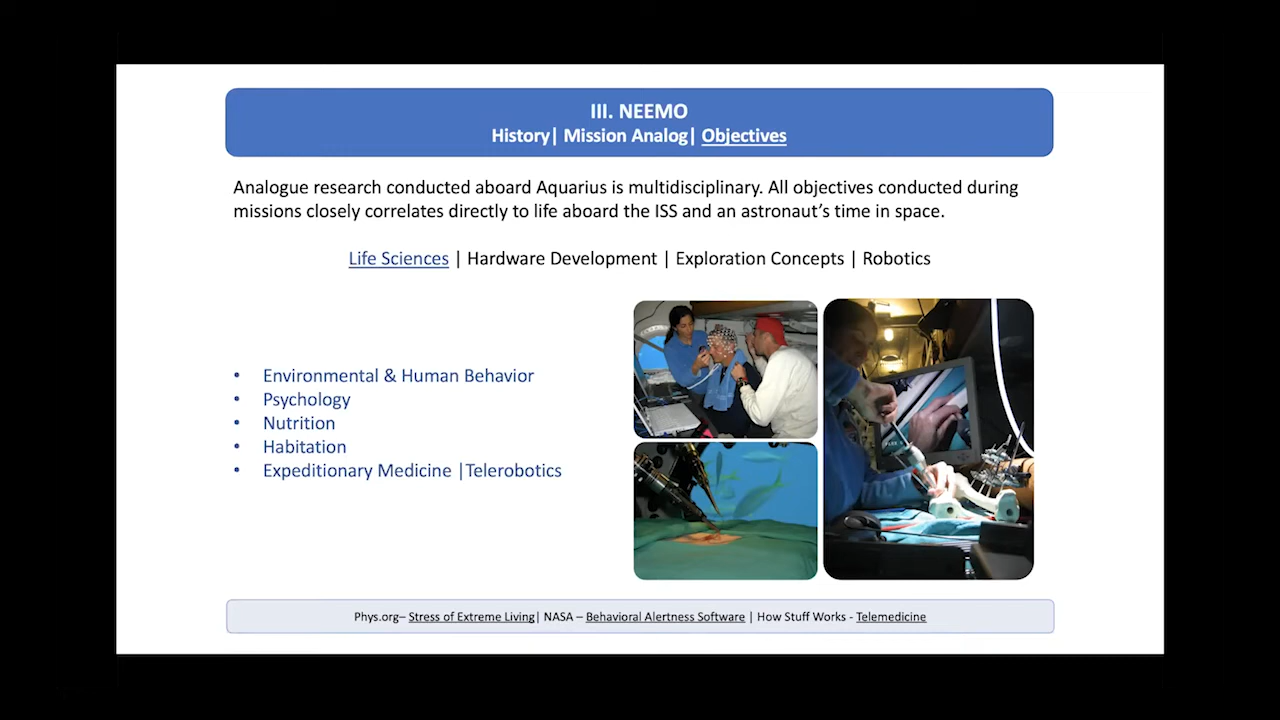 III. NEEMO
History| Mission Analog| Objectives
Analogue research conducted aboard Aquarius is multidisciplinary. All objectives conducted during
missions closely correlates directly to life aboard the ISS and an astronaut's time in space.
Life Sciences | Hardware Development | Exploration Concepts | Robotics
• Environmental & Human Behavior
• Psychology
• Nutrition
• Habitation
• Expeditionary Medicine |Telerobotics
Phys.org– Stress of Extreme Living| NASA – Behavioral Alertness Software | How Stuff Works - Telemedicine